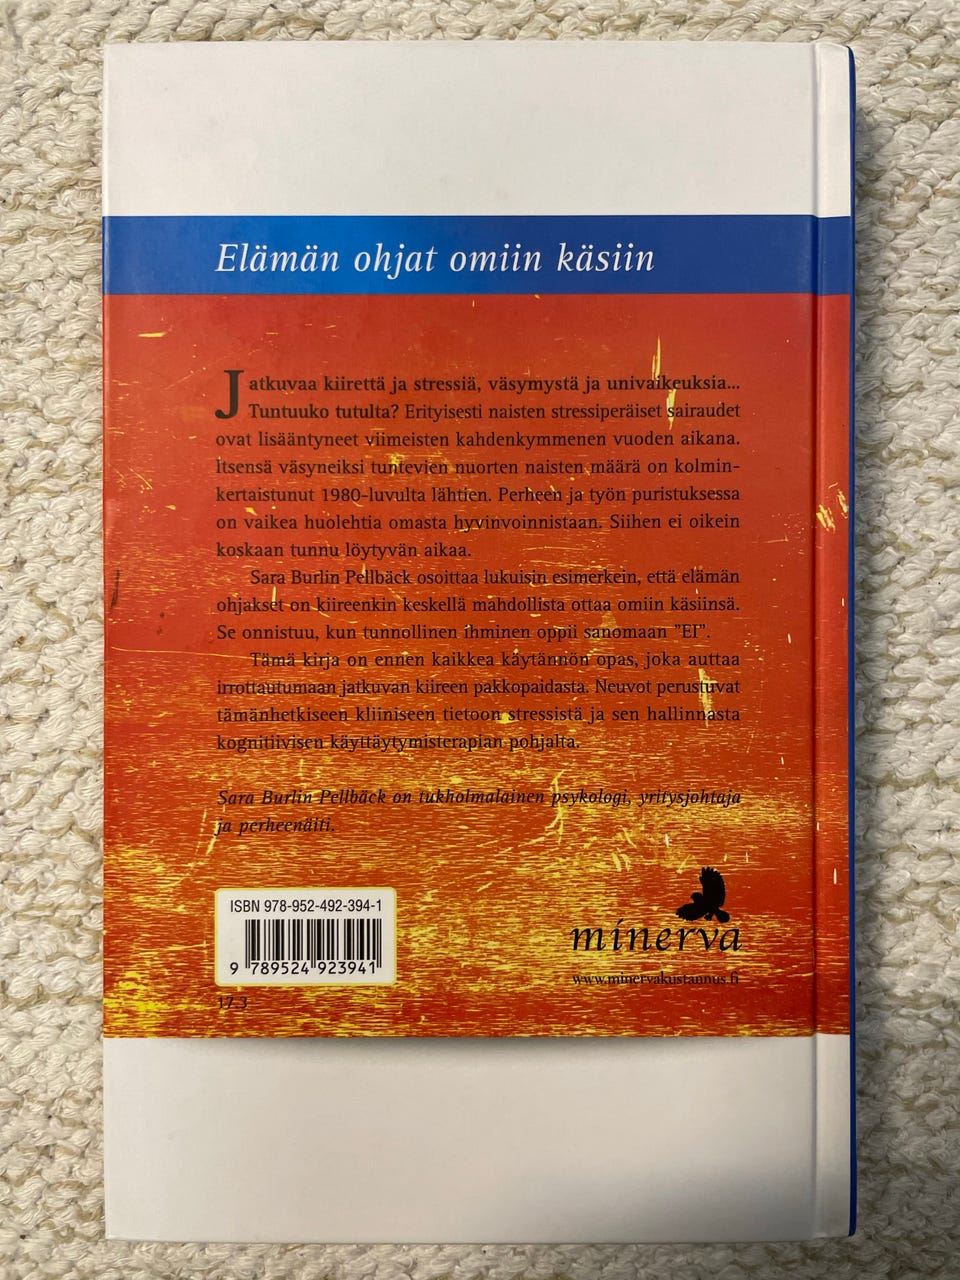 Elämän ohjat omiin käsiin
Jatkuvaa kiirettä ja stressiä, väsymystä ja univaikeuksia...
Tuntuuko tutulta? Erityisesti naisten stressiperäiset sairaudet
ovat lisääntyneet viimeisten kahdenkymmenen vuoden aikana.
Itsensä väsyneiksi tuntevien nuorten naisten määrä on kolmin-
kertaistunut 1980-luvulta lähtien. Perheen ja työn puristuksessa
on vaikea huolehtia omasta hyvinvoinnistaan. Siihen ei oikein
koskaan tunnu löytyvän aikaa.
Sara Burlin Pellbäck osoittaa lukuisin esimerkein, että elämän
ohjakset on kiireenkin keskellä mahdollista ottaa omiin käsiinsä.
Se onnistuu, kun tunnollinen ihminen oppii sanomaan ”EI”.
Tämä kirja on ennen kaikkea käytännön opas, joka auttaa
irrottautumaan jatkuvan kiireen pakkopaidasta. Neuvot perustuvat
tämänhetkiseen kliiniseen tietoon stressistä ja sen hallinnasta
kognitiivisen käyttäytymisterapian pohjalta.
Sara Burlin Pellbäck on tukholmalainen psykologi, yritysjohtaja
ja perheenäiti.
ISBN 978-952-492-394-1
9 789524 923941
17.3
minerva
www.minervakustannus.fi